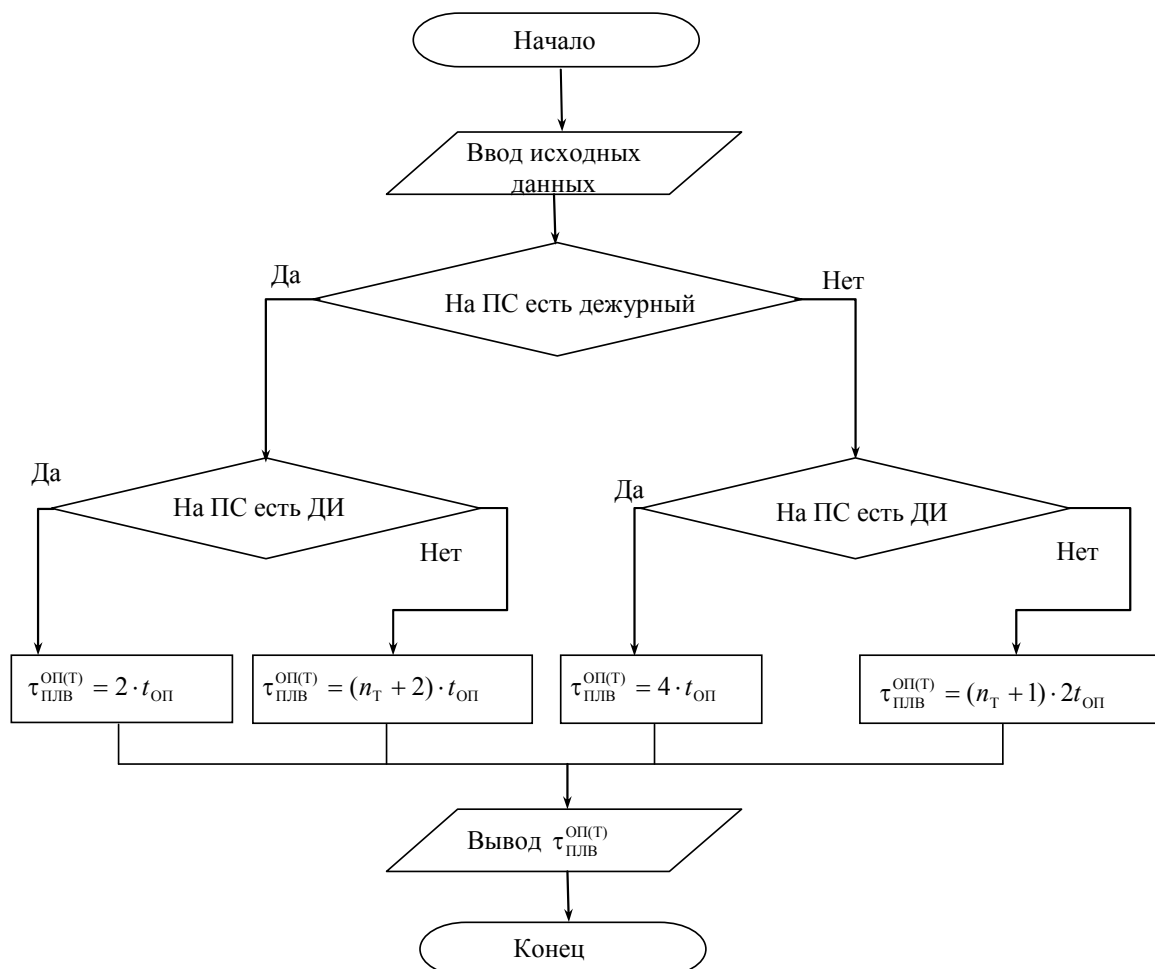 Начало
Ввод исходных
данных
Да
Нет
На ПС есть дежурный
Да
На ПС есть ДИ
Нет
Да
На ПС есть ДИ
Нет
τ_ПЛВ^ОП(Т) = 2 · t_ОП
τ_ПЛВ^ОП(Т) = (n_Т + 2) · t_ОП
τ_ПЛВ^ОП(Т) = 4 · t_ОП
τ_ПЛВ^ОП(Т) = (n_Т + 1) · 2t_ОП
Вывод τ_ПЛВ^ОП(Т)
Конец